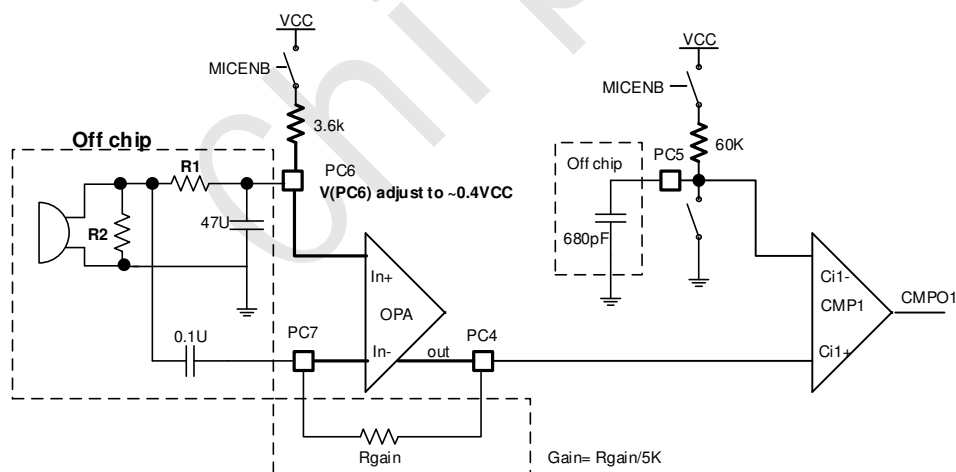 VCC
MICENB
3.6k
Off chip
R1
PC6
V(PC6) adjust to ~0.4VCC
47U
R2
0.1U
PC7
In+
OPA
In-
out
PC4
Rgain
Gain= Rgain/5K
VCC
MICENB
60K
Off chip
PC5
680pF
Ci1-
CMP1
Ci1+
CMPO1
chip